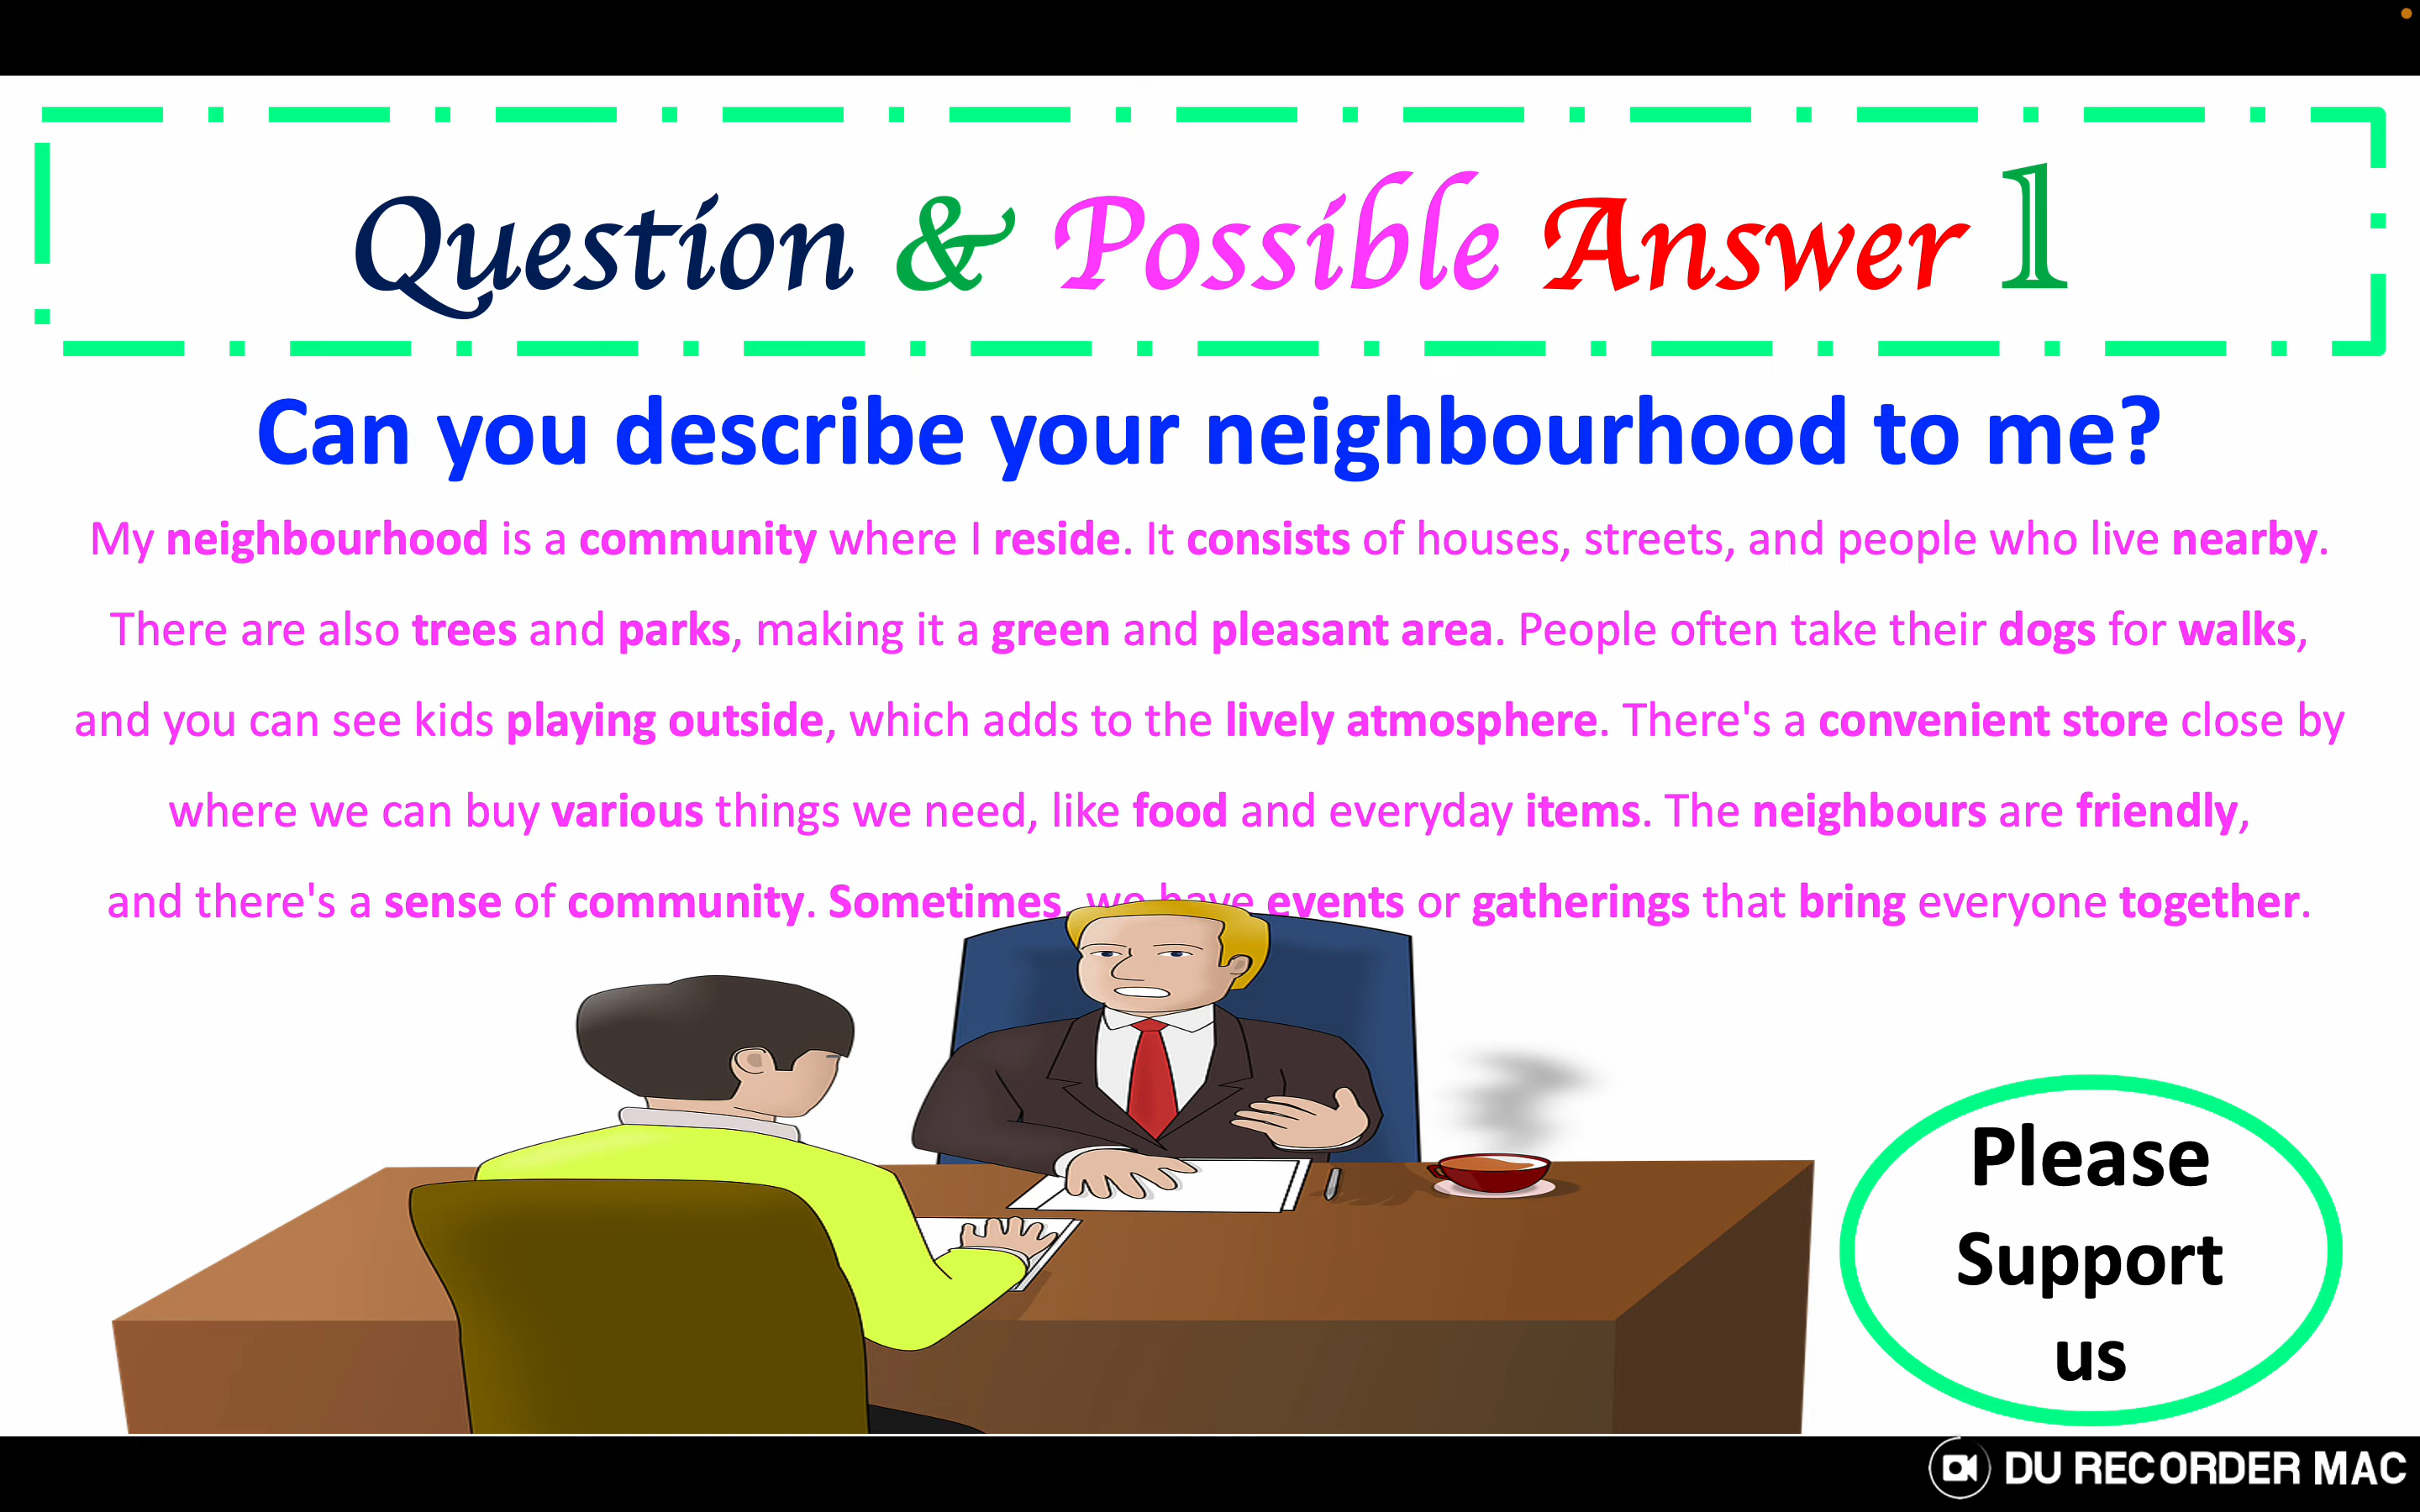 Question & Possible Answer 1
Can you describe your neighbourhood to me?
My neighbourhood is a community where I reside. It consists of houses, streets, and people who live nearby.
There are also trees and parks, making it a green and pleasant area. People often take their dogs for walks,
and you can see kids playing outside, which adds to the lively atmosphere. There's a convenient store close by
where we can buy various things we need, like food and everyday items. The neighbours are friendly,
and there's a sense of community. Sometimes, we have events or gatherings that bring everyone together.
Please
Support
us
DU RECORDER MAC